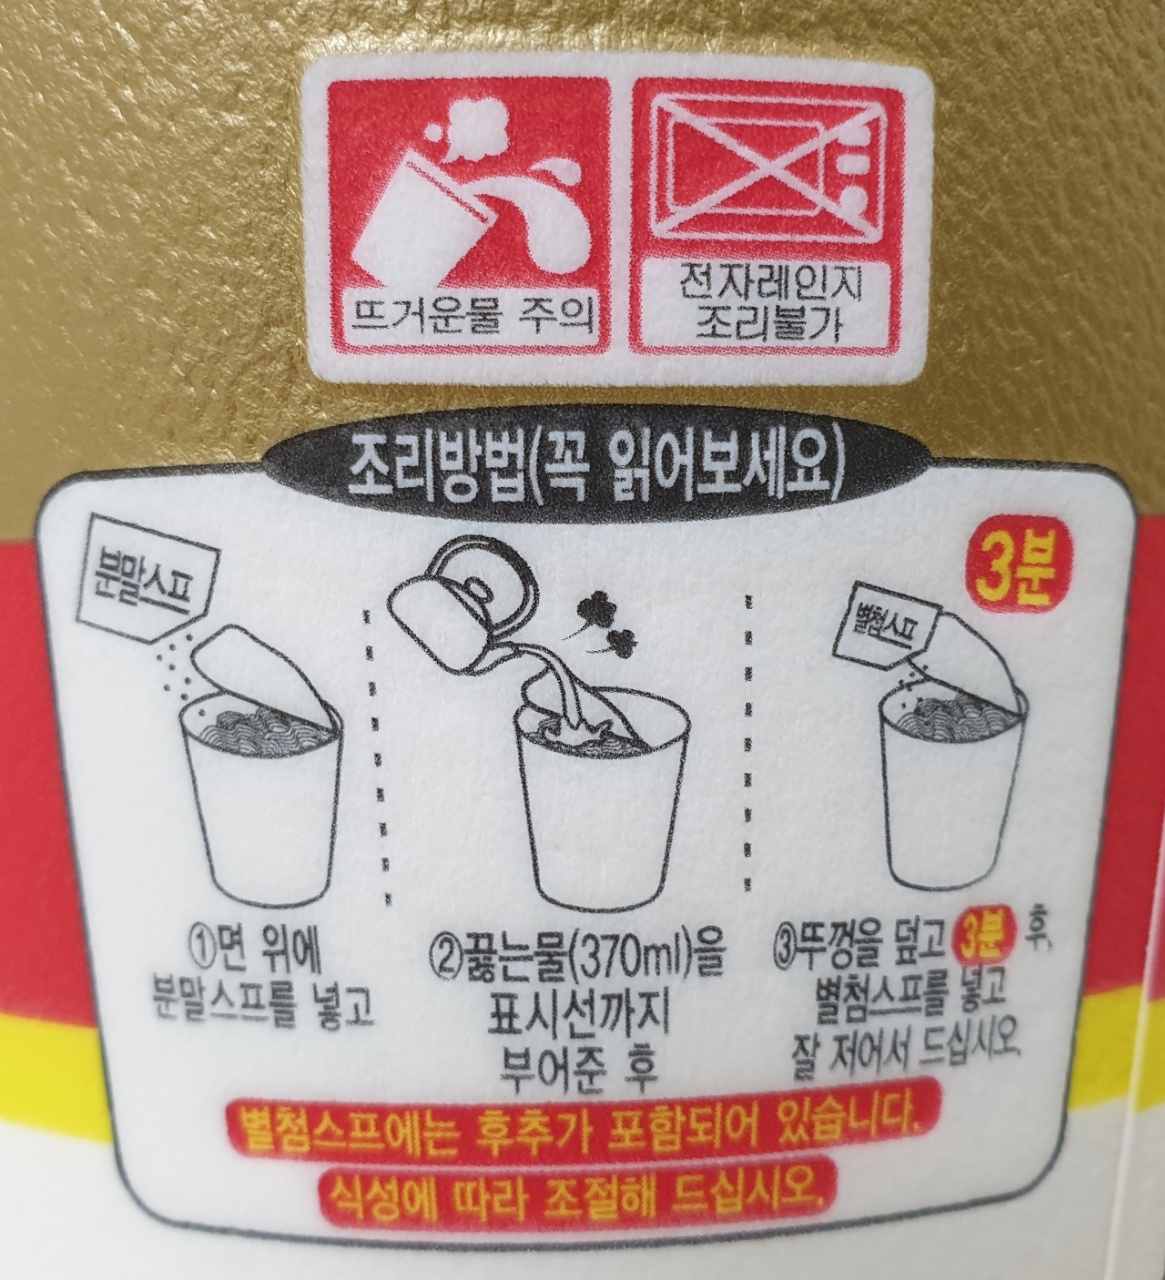 뜨거운물 주의
전자레인지
조리불가
조리방법(꼭 읽어보세요)
분말스프
별첨스프
3분
①면 위에
분말스프를 넣고
②끓는물(370ml)을
표시선까지
부어준 후
③뚜껑을 덮고 3분 후,
별첨스프를 넣고
잘 저어서 드십시오.
별첨스프에는 후추가 포함되어 있습니다.
식성에 따라 조절해 드십시오.